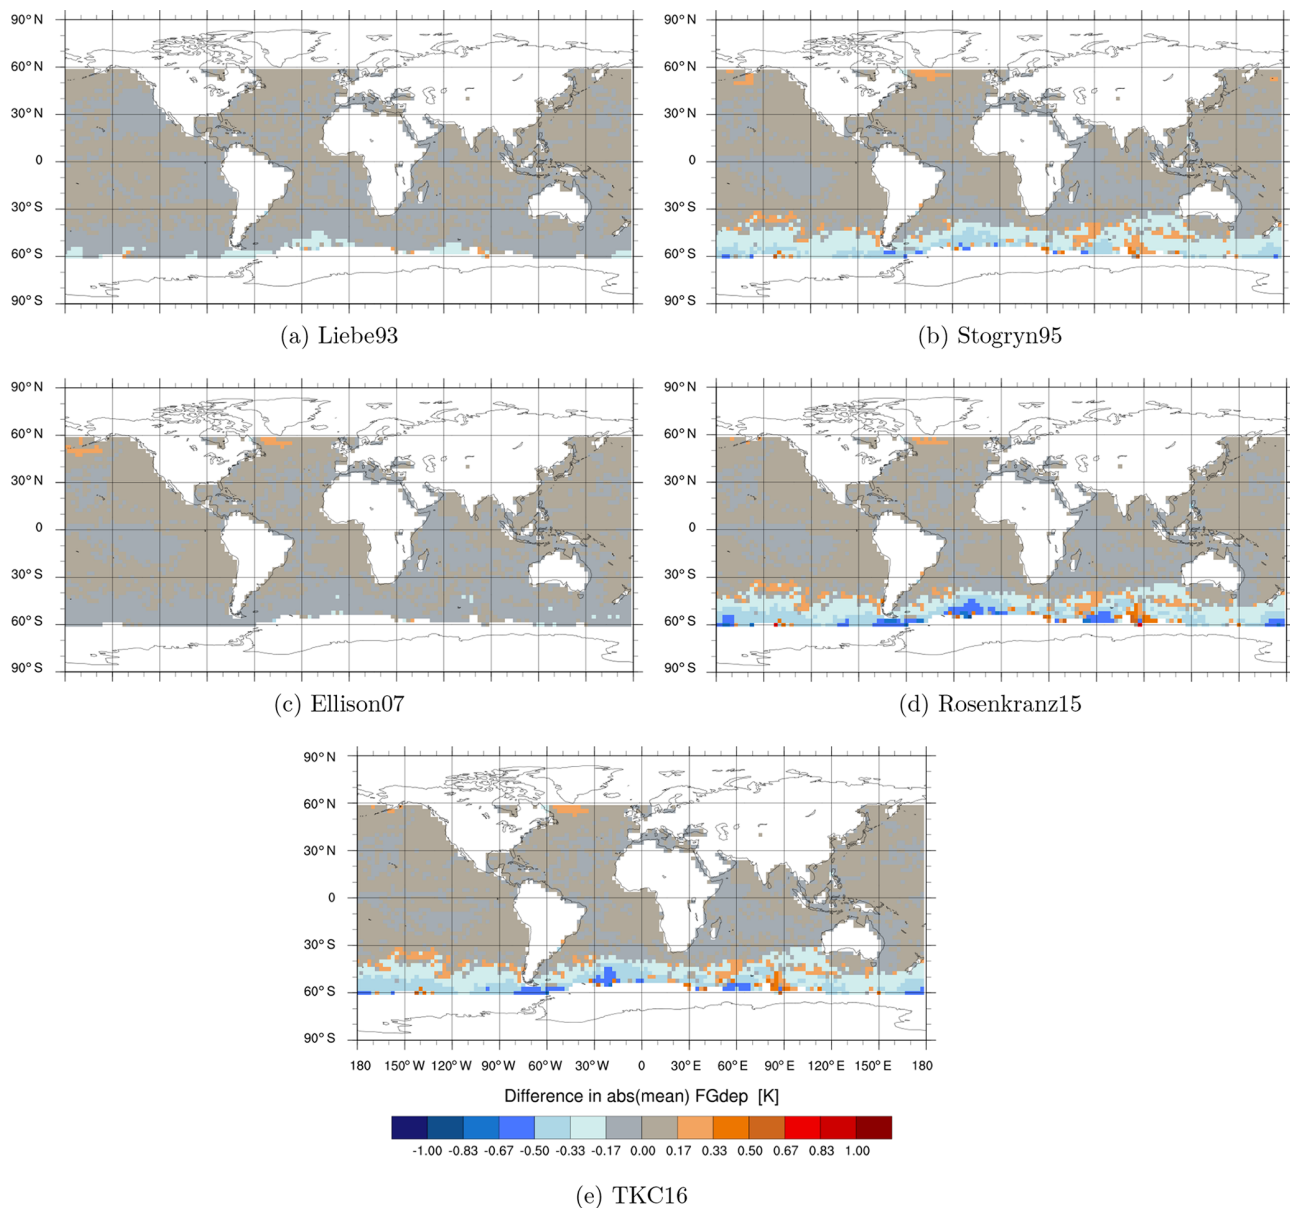 90° N
60° N
30° N
0
30° S
60° S
90° S
(a) Liebe93
90° N
60° N
30° N
0
30° S
60° S
90° S
(b) Stogryn95
90° N
60° N
30° N
0
30° S
60° S
90° S
(c) Ellison07
90° N
60° N
30° N
0
30° S
60° S
90° S
(d) Rosenkranz15
90° N
60° N
30° N
0
30° S
60° S
90° S
180 150° W 120° W 90° W 60° W 30° W 0 30° E 60° E 90° E 120° E 150° E 180
Difference in abs(mean) FGdep [K]
-1.00 -0.83 -0.67 -0.50 -0.33 -0.17 0.00 0.17 0.33 0.50 0.67 0.83 1.00
(e) TKC16